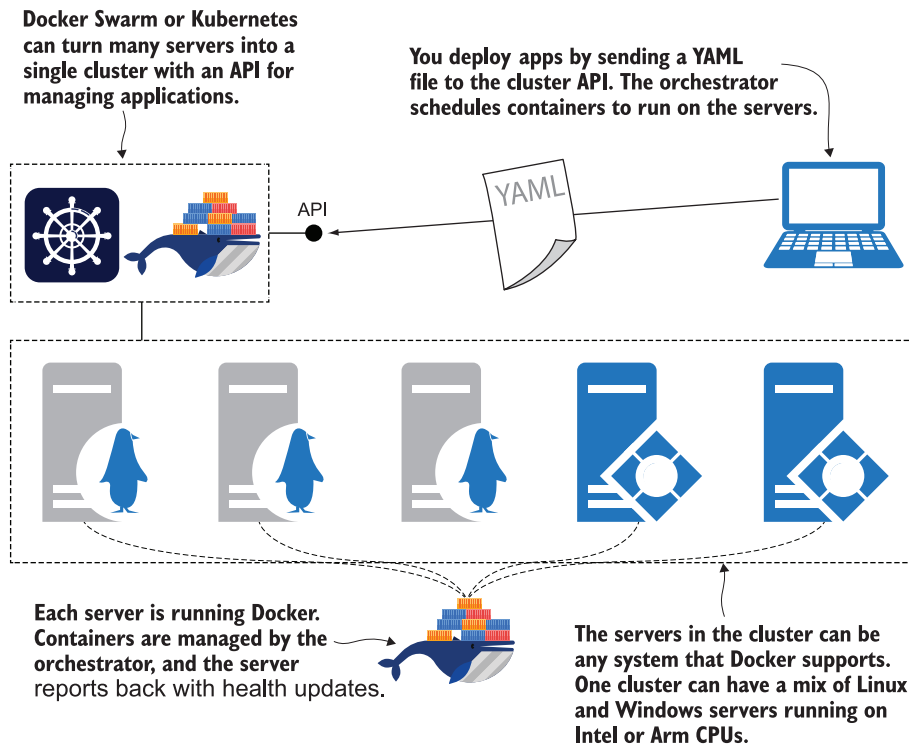 Docker Swarm or Kubernetes
can turn many servers into a
single cluster with an API for
managing applications.
You deploy apps by sending a YAML
file to the cluster API. The orchestrator
schedules containers to run on the servers.
API
YAML
Each server is running Docker.
Containers are managed by the
orchestrator, and the server
reports back with health updates.
The servers in the cluster can be
any system that Docker supports.
One cluster can have a mix of Linux
and Windows servers running on
Intel or Arm CPUs.